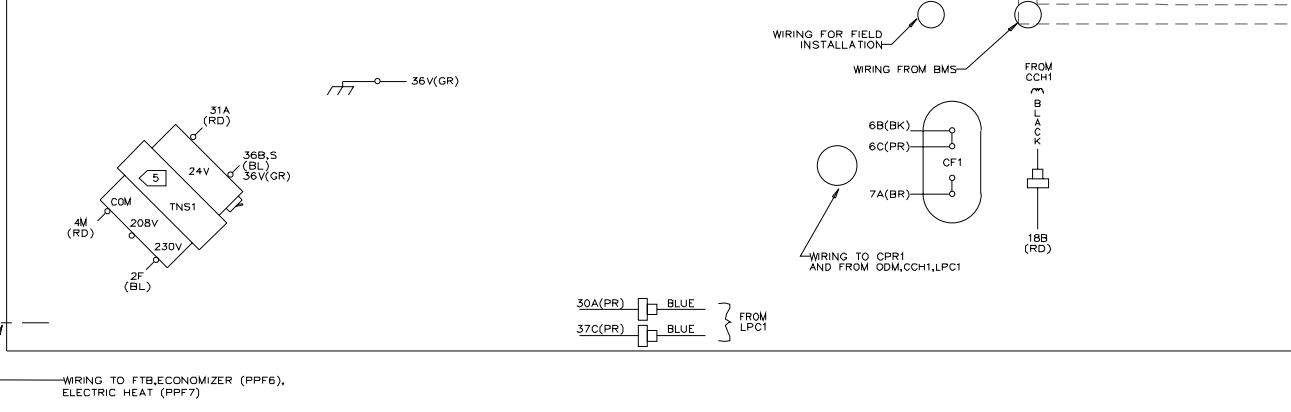 WIRING FOR FIELD
INSTALLATION
WIRING FROM BMS
FROM
CCH1
BLACK
36V(GR)
31A
(RD)
36B,S
(BL)
36V(GR)
24V
5
TNS1
COM
208V
230V
4M
(RD)
2F
(BL)
6B(BK)
6C(PR)
CF1
7A(BR)
18B
(RD)
WIRING TO CPR1
AND FROM ODM,CCH1,LPC1
30A(PR)
BLUE
37C(PR)
BLUE
FROM
LPC1
WIRING TO FTB,ECONOMIZER (PPF6),
ELECTRIC HEAT (PPF7)